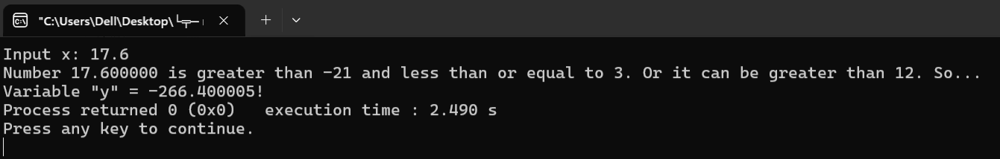 "C:\Users\Dell\Desktop\└╤─
Input x: 17.6
Number 17.600000 is greater than -21 and less than or equal to 3. Or it can be greater than 12. So...
Variable "y" = -266.400005!
Process returned 0 (0x0)   execution time : 2.490 s
Press any key to continue.